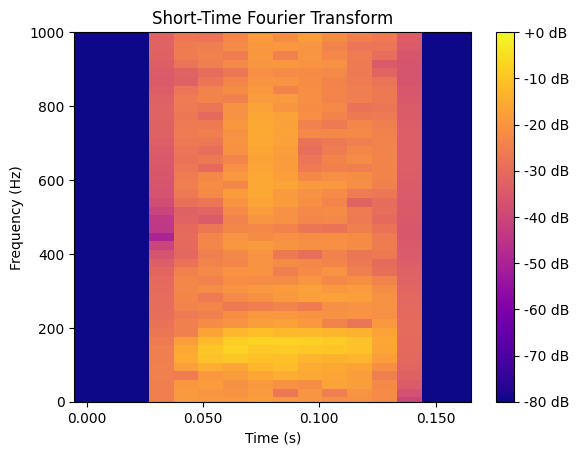 Short-Time Fourier Transform
1000
800
600
400
200
0
Frequency (Hz)
0.000
0.050
0.100
0.150
Time (s)
+0 dB
-10 dB
-20 dB
-30 dB
-40 dB
-50 dB
-60 dB
-70 dB
-80 dB